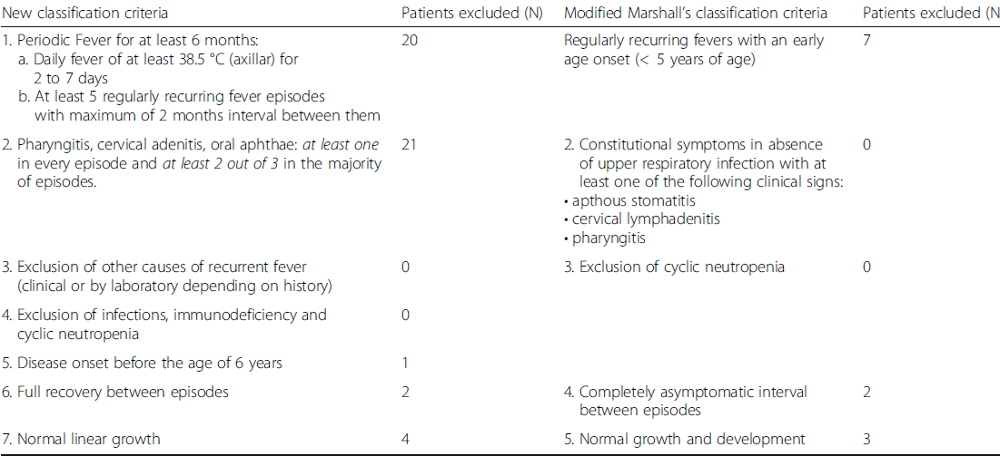 New classification criteria Patients excluded (N) Modified Marshall's classification criteria Patients excluded (N
1. Periodic Fever for at least 6 months: 20 Regularly recurring fevers with an early
a. Daily fever of at least 38.5 °C (axillar) for age onset (< 5 years of age) 7
2 to 7 days
b. At least 5 regularly recurring fever episodes
with maximum of 2 months interval between them
2. Pharyngitis, cervical adenitis, oral aphthae: at least one 21 2. Constitutional symptoms in absence 0
in every episode and at least 2 out of 3 in the majority of upper respiratory infection with at
of episodes. least one of the following clinical signs:
• apthous stomatitis
• cervical lymphadenitis
• pharyngitis
3. Exclusion of other causes of recurrent fever 0 3. Exclusion of cyclic neutropenia 0
(clinical or by laboratory depending on history)
4. Exclusion of infections, immunodeficiency and 0
cyclic neutropenia
5. Disease onset before the age of 6 years 1
6. Full recovery between episodes 2 4. Completely asymptomatic interval 2
between episodes
7. Normal linear growth 4 5. Normal growth and development 3